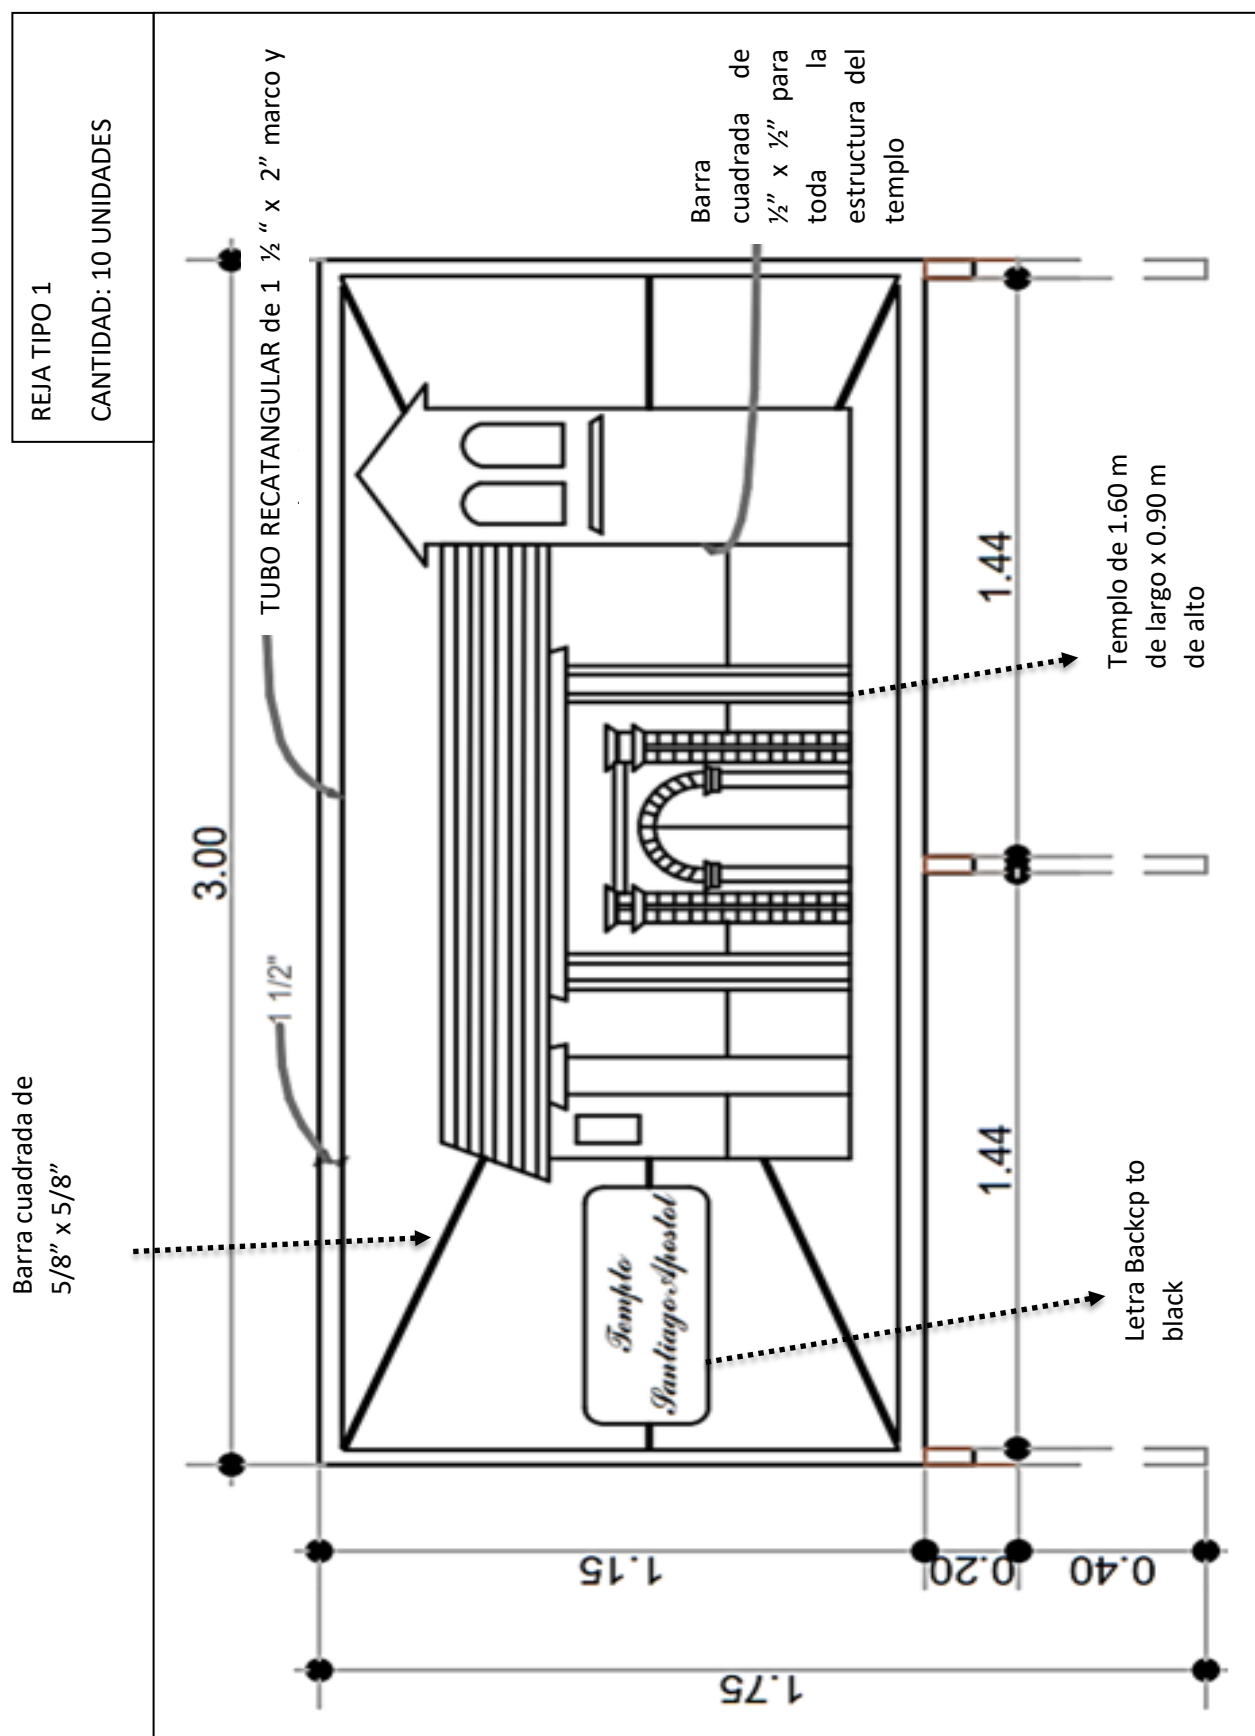 REJA TIPO 1
CANTIDAD: 10 UNIDADES
TUBO RECATANGULAR de 1 ½ “ x 2” marco y
Barra cuadrada de
5/8” x 5/8”
1 1/2"
3.00
Barra
cuadrada de
½” x ½” para
toda la
estructura del
templo
Templo
Santiago Apostol
1.15
0.20
0.40
1.75
1.44
1.44
Letra Backcp to
black
Templo de 1.60 m
de largo x 0.90 m
de alto